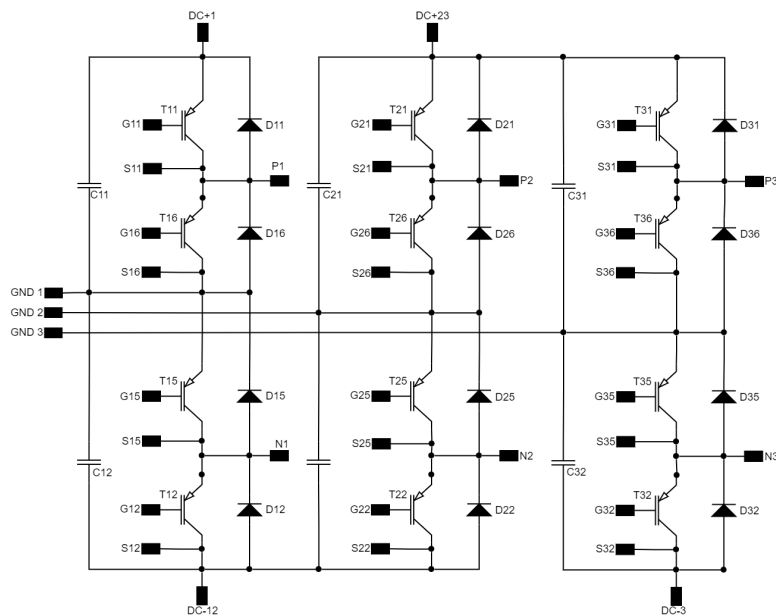 DC+1 DC+23
T11 T21 T31
G11 D11 G21 D21 G31 D31
S11 P1 S21 P2 S31 P3
C11 C21 C31
T16 T26 T36
G16 D16 G26 D26 G36 D36
S16 S26 S36
GND 1
GND 2
GND 3
T15 T25 T35
G15 D15 G25 D25 G35 D35
S15 N1 S25 N2 S35 N3
C12 C32
T12 T22 T32
G12 D12 G22 D22 G32 D32
S12 S22 S32
DC-12 DC-3